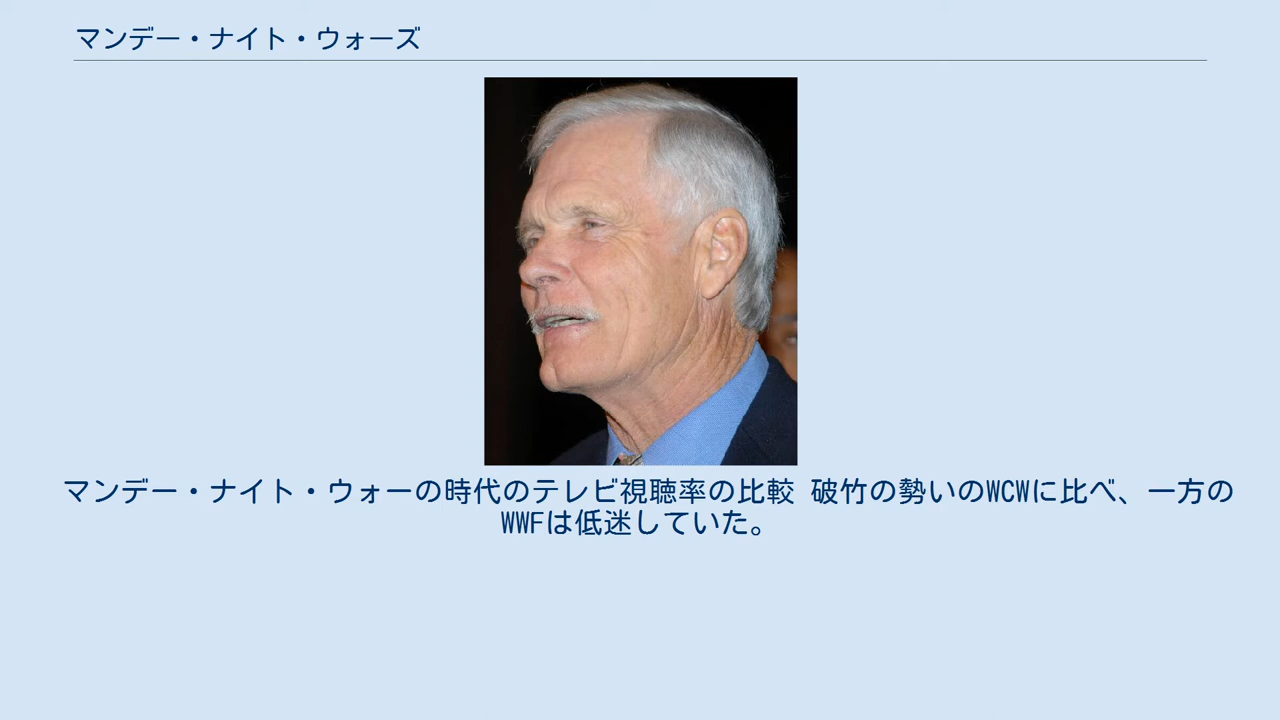 マンデー・ナイト・ウォーズ
マンデー・ナイト・ウォーの時代のテレビ視聴率の比較 破竹の勢いのWCWに比べ、一方の
WWFは低迷していた。